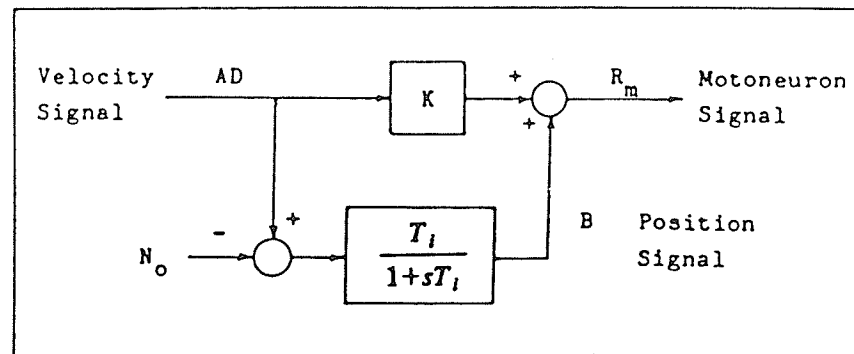 Velocity
Signal
AD
K
+
+
R_m
Motoneuron
Signal
-
+
N_o
T_i
1+sT_i
B
Position
Signal